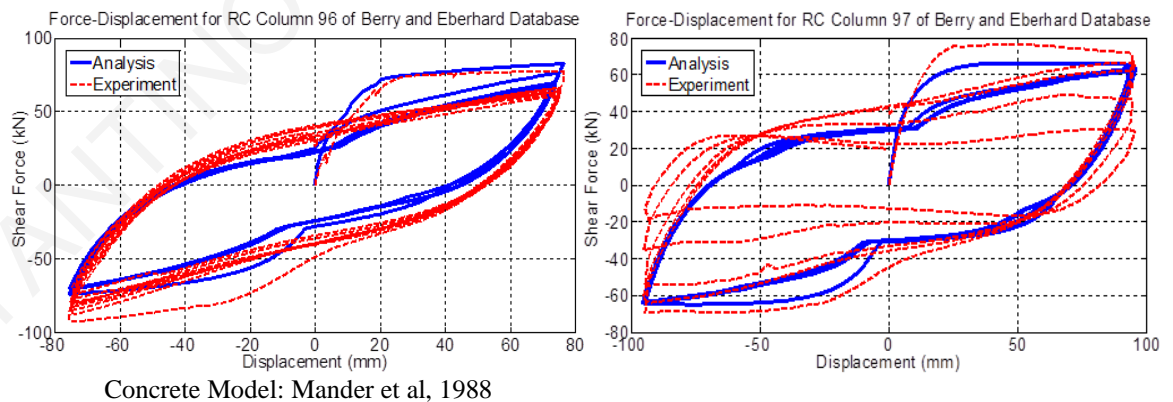 Force-Displacement for RC Column 96 of Berry and Eberhard Database
100
50
0
-50
-100
Shear Force (kN)
Analysis
Experiment
-80
-60
-40
-20
0
20
40
60
80
Displacement (mm)
Force-Displacement for RC Column 97 of Berry and Eberhard Database
80
60
40
20
0
-20
-40
-60
-80
Shear Force (kN)
Analysis
Experiment
-100
-50
0
50
100
Displacement (mm)
Concrete Model: Mander et al, 1988